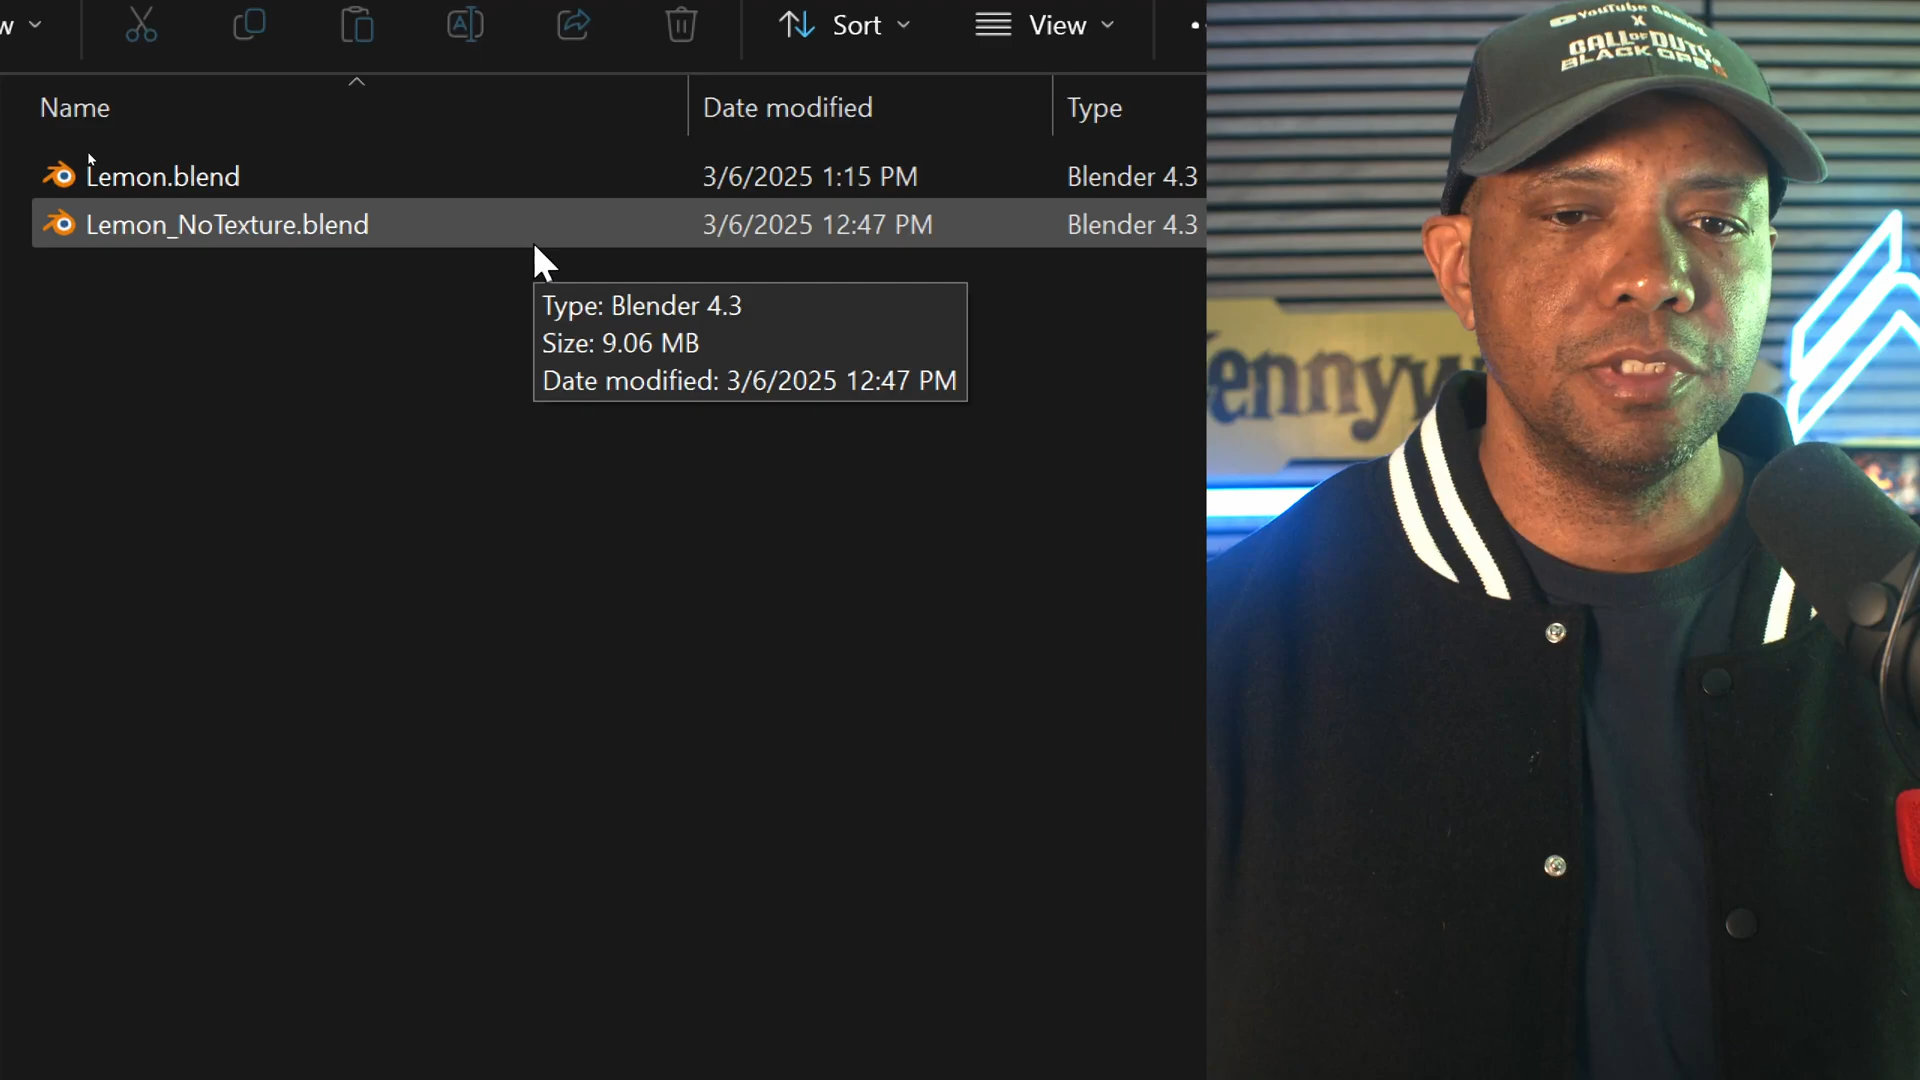 Sort
View
Name
Date modified
Type
Lemon.blend
3/6/2025 1:15 PM
Blender 4.3
Lemon_NoTexture.blend
3/6/2025 12:47 PM
Blender 4.3
Type: Blender 4.3
Size: 9.06 MB
Date modified: 3/6/2025 12:47 PM
YouTube Gaming
X
CALL OF DUTY
BLACK OPS 6